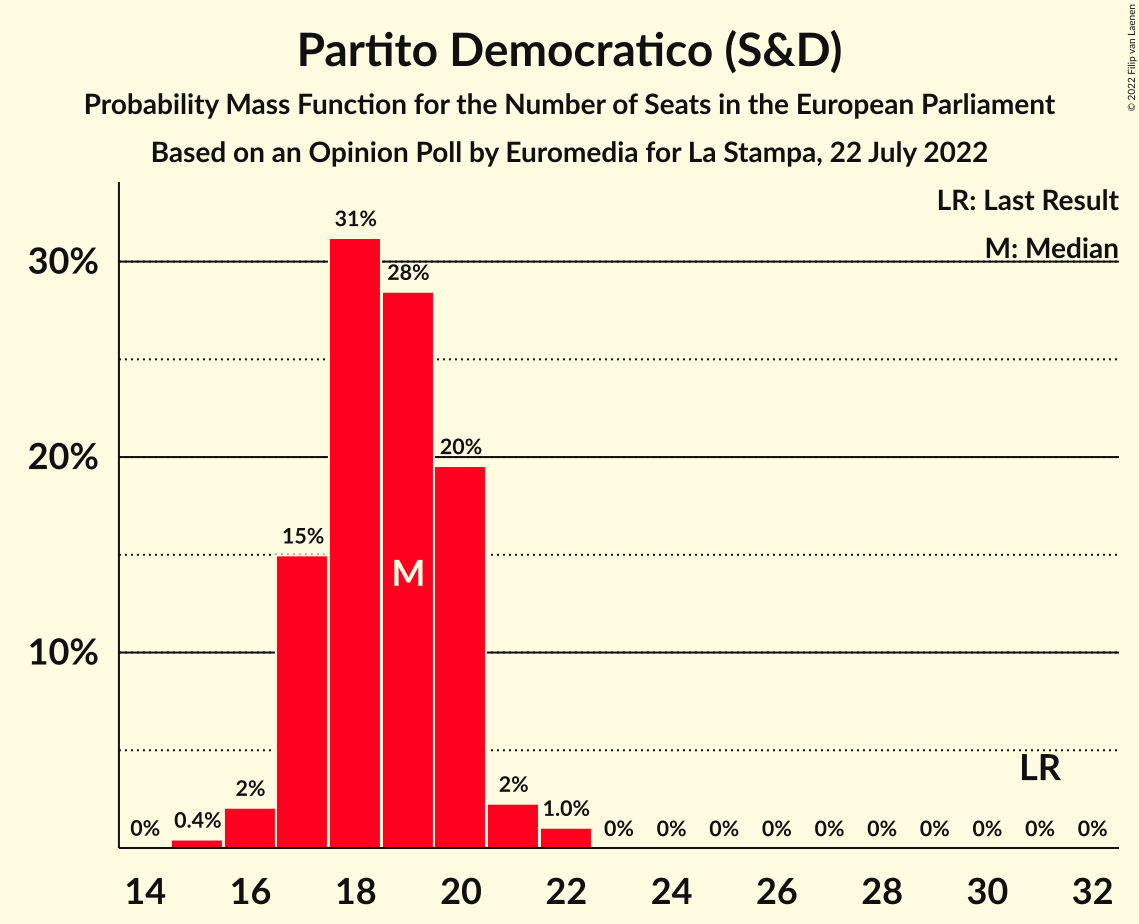 Partito Democratico (S&D)
Probability Mass Function for the Number of Seats in the European Parliament
Based on an Opinion Poll by Euromedia for La Stampa, 22 July 2022
© 2022 Filip van Laenen
LR: Last Result
M: Median
30%
20%
10%
0%
0.4%
2%
15%
31%
28%
20%
2%
1.0%
0%
0%
0%
0%
0%
0%
0%
0%
0%
0%
M
LR
14 16 18 20 22 24 26 28 30 32